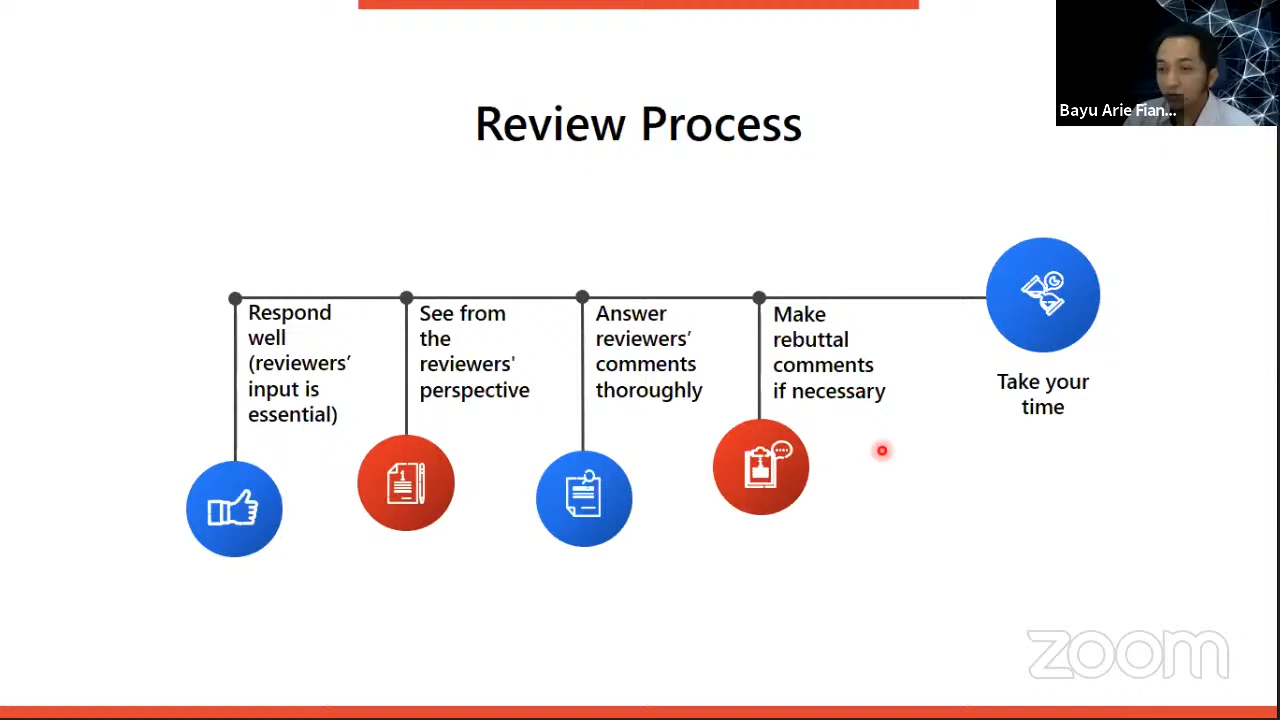 Bayu Arie Fian...
Review Process
Respond
well
(reviewers’
input is
essential)
See from
the
reviewers'
perspective
Answer
reviewers’
comments
thoroughly
Make
rebuttal
comments
if necessary
Take your
time
zoom